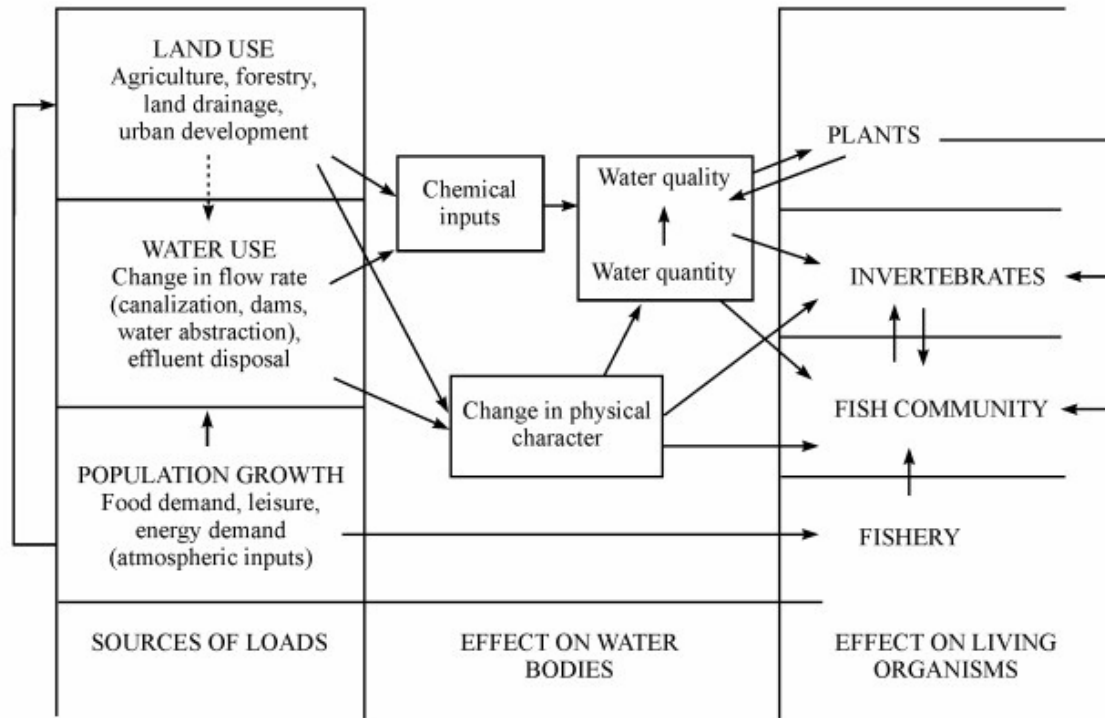 LAND USE
Agriculture, forestry,
land drainage,
urban development
WATER USE
Change in flow rate
(canalization, dams,
water abstraction),
effluent disposal
POPULATION GROWTH
Food demand, leisure,
energy demand
(atmospheric inputs)
SOURCES OF LOADS
Chemical
inputs
Water quality
Water quantity
Change in physical
character
EFFECT ON WATER
BODIES
PLANTS
INVERTEBRATES
FISH COMMUNITY
FISHERY
EFFECT ON LIVING
ORGANISMS